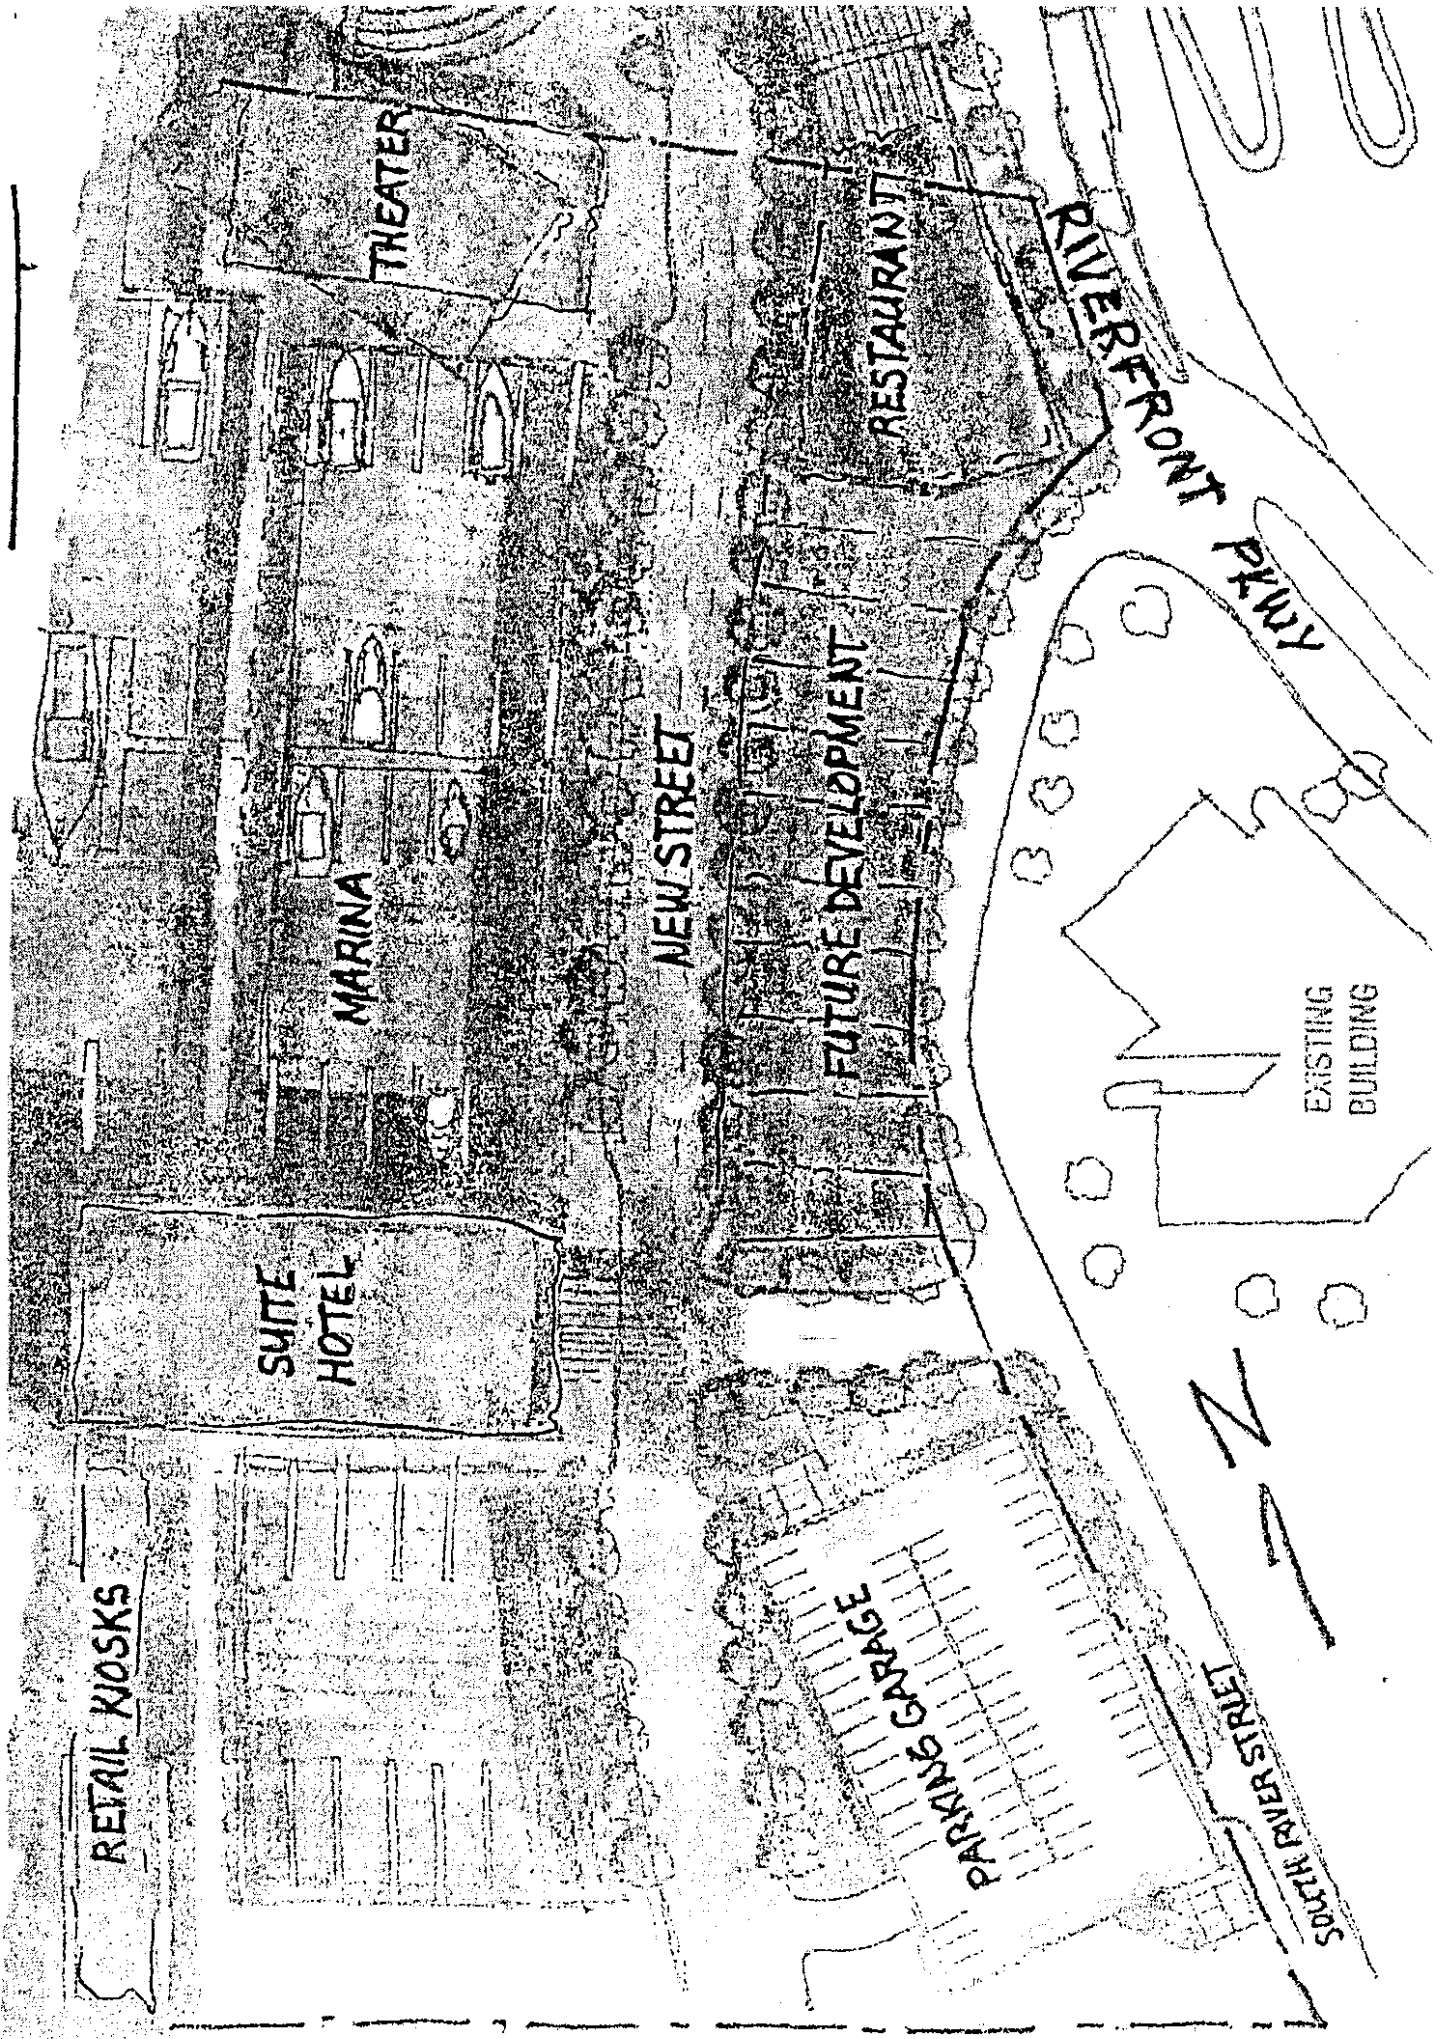 RETAIL KIOSKS
SUITE
HOTEL
MARINA
THEATER
NEW STREET
FUTURE DEVELOPMENT
RESTAURANT
PARKING GARAGE
RIVERFRONT PKWY
SOUTH RIVER STREET
EXISTING
BUILDING
N